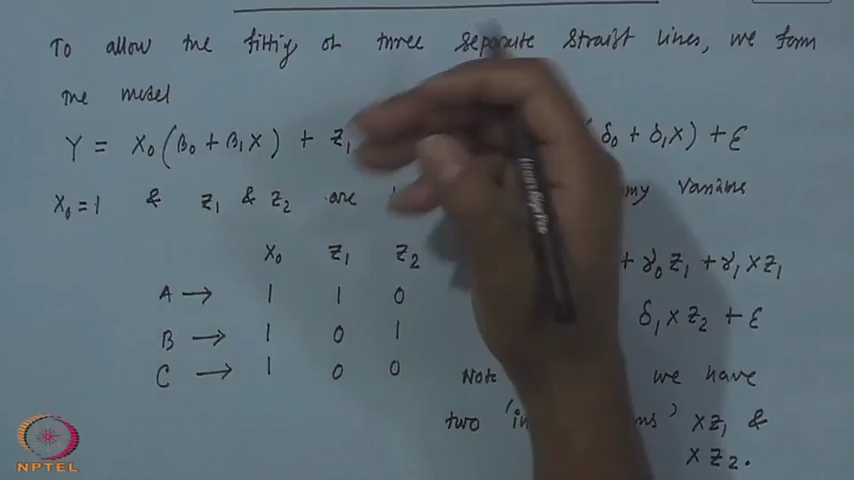 To allow the fittig of three separate straigt lines, we form
the model
Y = X₀(β₀ + β₁X) + Z₁ δ₀ + δ₁X) + ε
X₀=1 & Z₁ & Z₂ are my variable
X₀ Z₁ Z₂
+ γ₀Z₁ + γ₁XZ₁
A → 1 1 0
δ₁XZ₂ + ε
B → 1 0 1
C → 1 0 0
Note we have
two XZ₁ &
XZ₂.
NPTEL